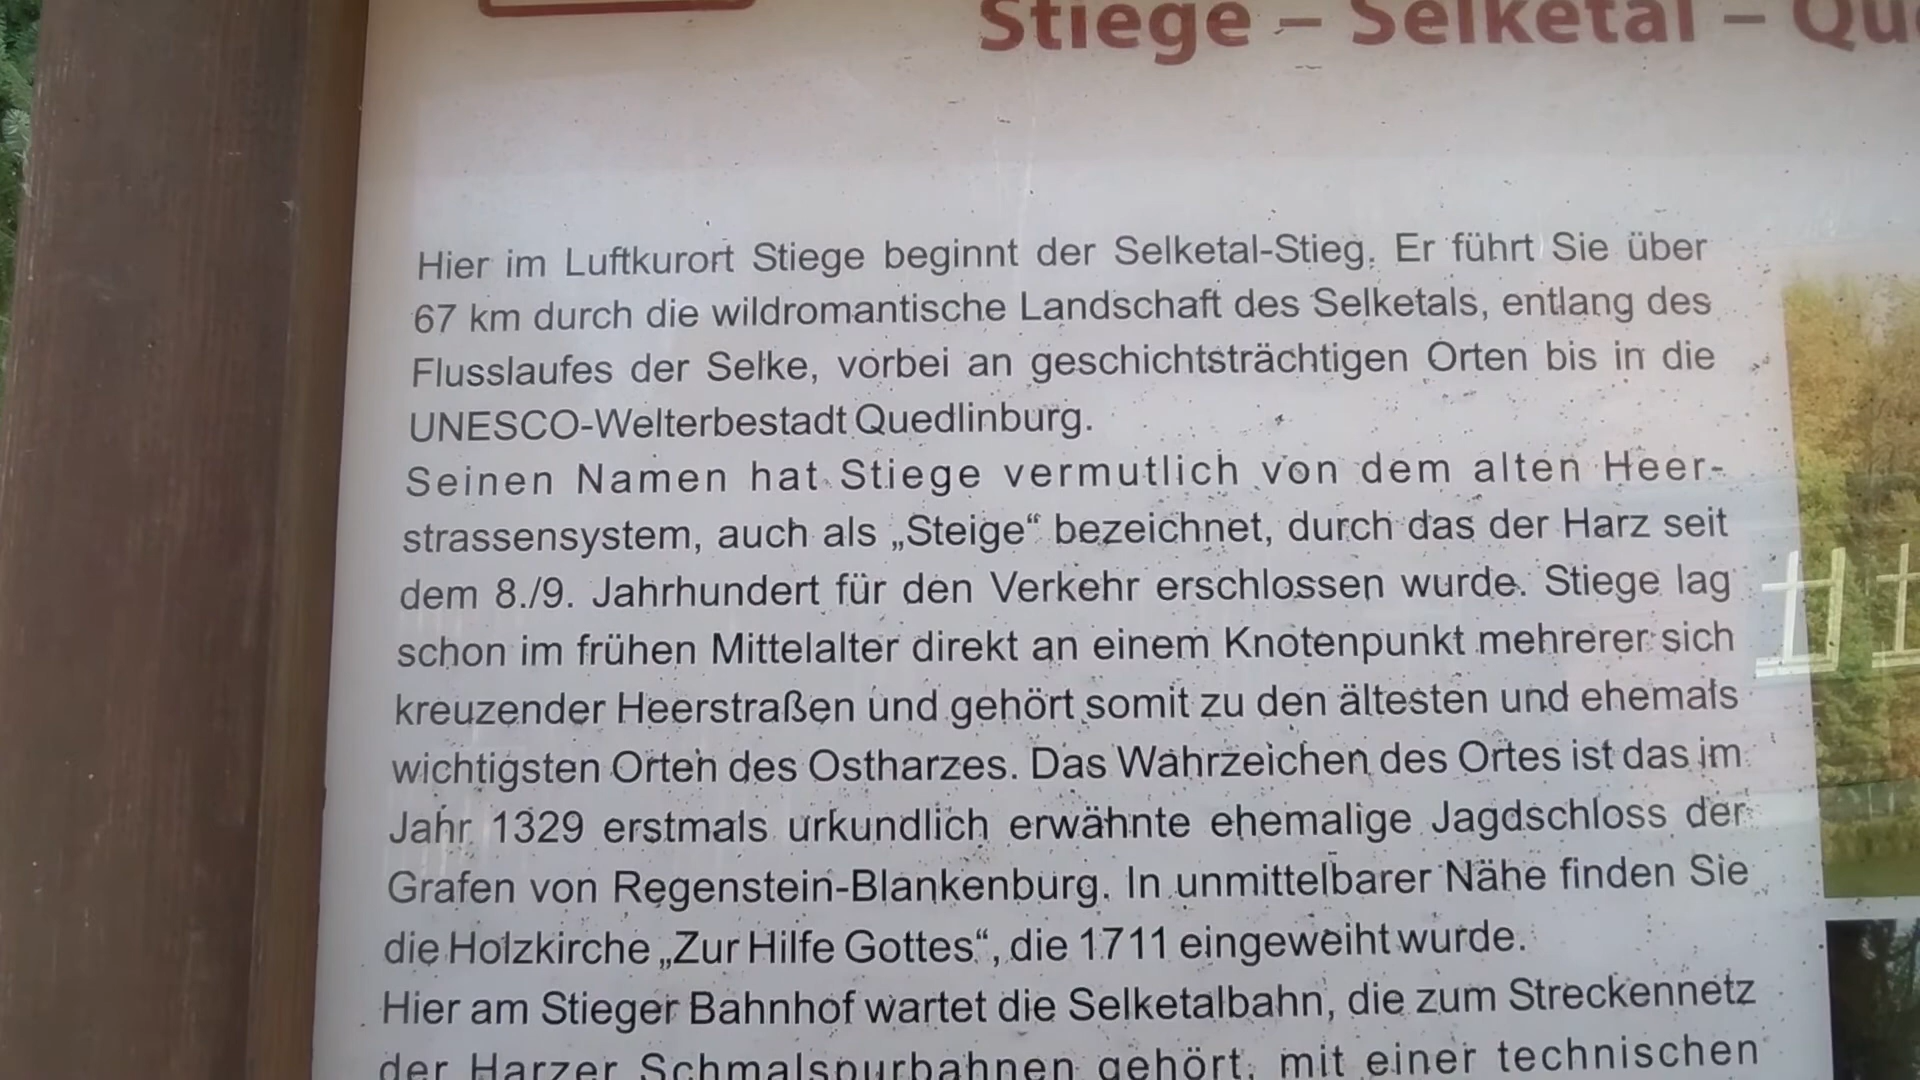 Stiege – Selketal –
Hier im Luftkurort Stiege beginnt der Selketal-Stieg. Er führt Sie über
67 km durch die wildromantische Landschaft des Selketals, entlang des
Flusslaufes der Selke, vorbei an geschichtsträchtigen Orten bis in die
UNESCO-Welterbestadt Quedlinburg.
Seinen Namen hat Stiege vermutlich von dem alten Heer-
strassensystem, auch als „Steige“ bezeichnet, durch das der Harz seit
dem 8./9. Jahrhundert für den Verkehr erschlossen wurde. Stiege lag
schon im frühen Mittelalter direkt an einem Knotenpunkt mehrerer sich
kreuzender Heerstraßen und gehört somit zu den ältesten und ehemals
wichtigsten Orten des Ostharzes. Das Wahrzeichen des Ortes ist das im
Jahr 1329 erstmals urkundlich erwähnte ehemalige Jagdschloss der
Grafen von Regenstein-Blankenburg. In unmittelbarer Nähe finden Sie
die Holzkirche „Zur Hilfe Gottes“, die 1711 eingeweiht wurde.
Hier am Stieger Bahnhof wartet die Selketalbahn, die zum Streckennetz
der Harzer Schmalspurbahnen gehört, mit einer technischen